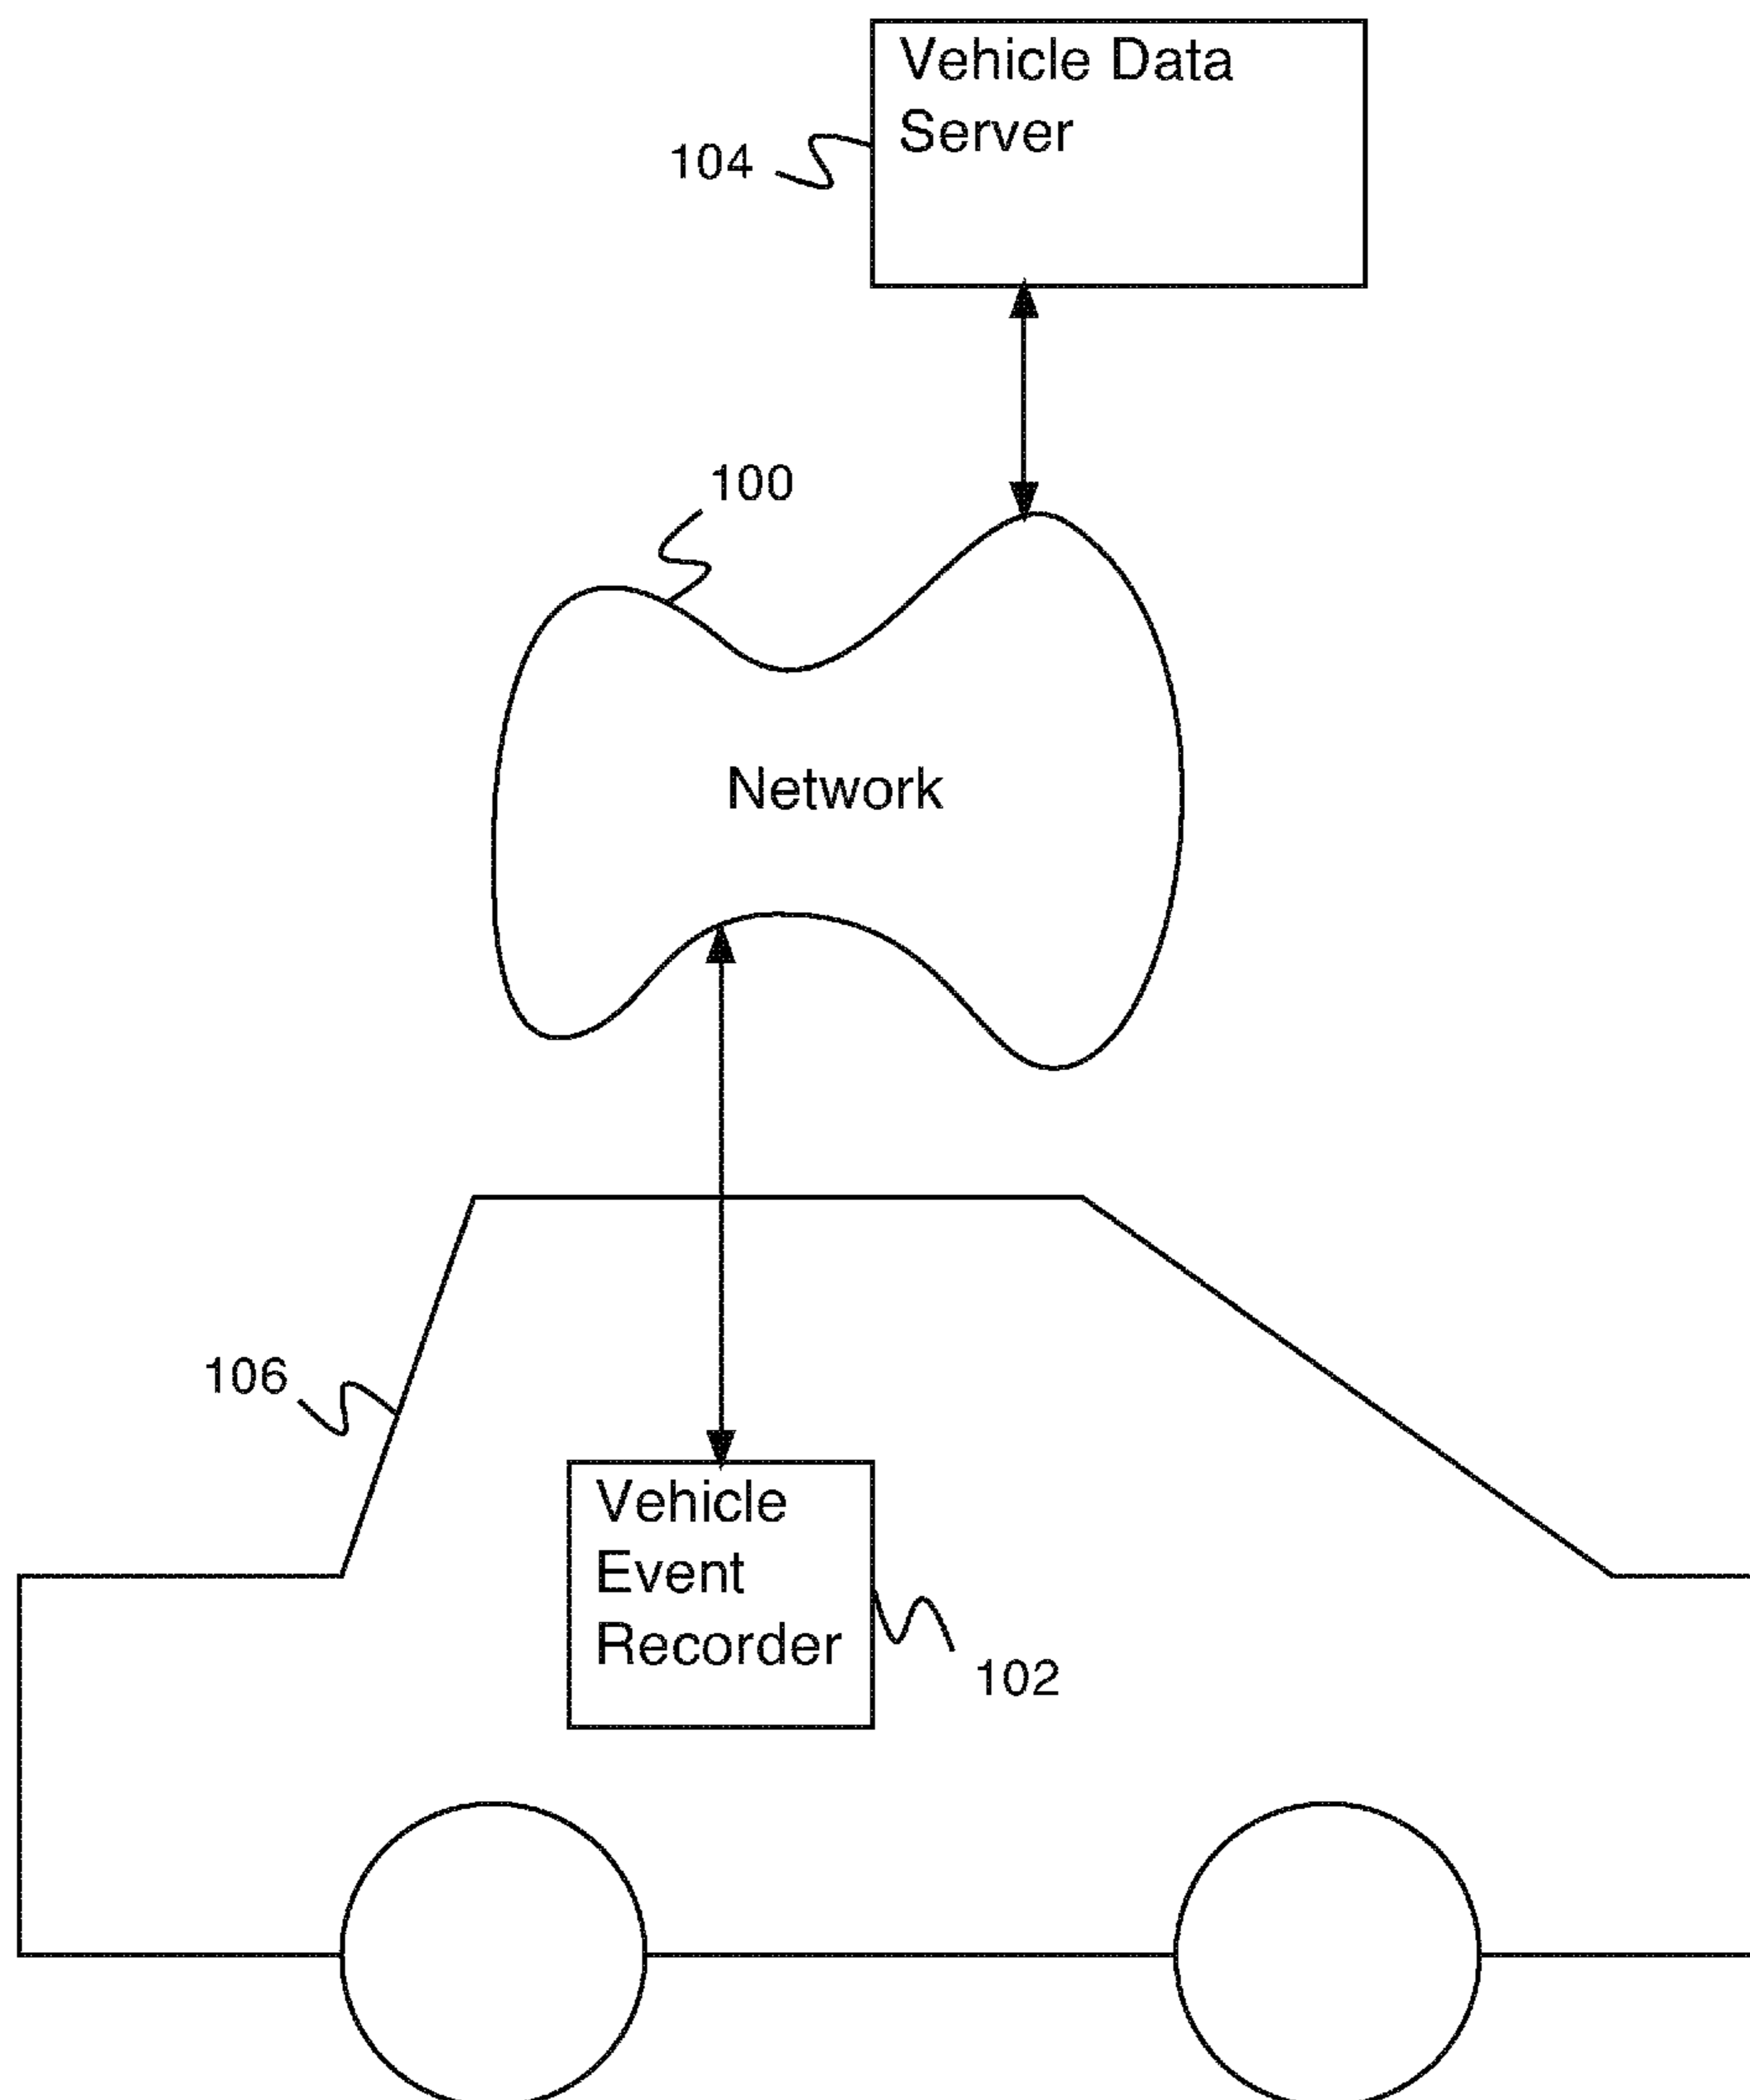 Vehicle Data
Server
104
100
Network
106
Vehicle
Event
Recorder
102